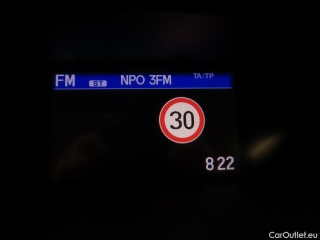 FM ST NPO 3FM TA/TP
30
8 22
CarOutlet.eu